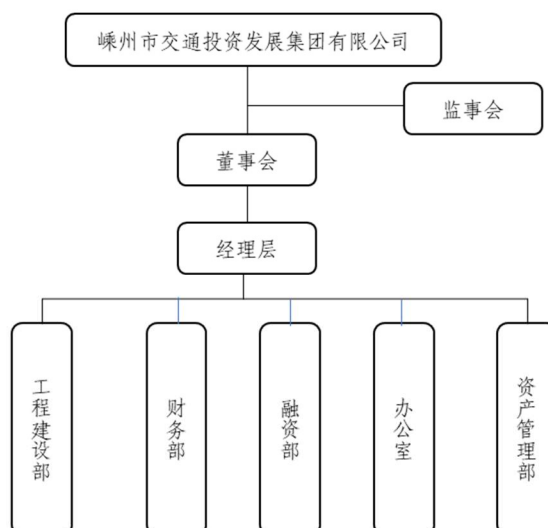 嵊州市交通投资发展集团有限公司
监事会
董事会
经理层
工程建设部
财务部
融资部
办公室
资产管理部